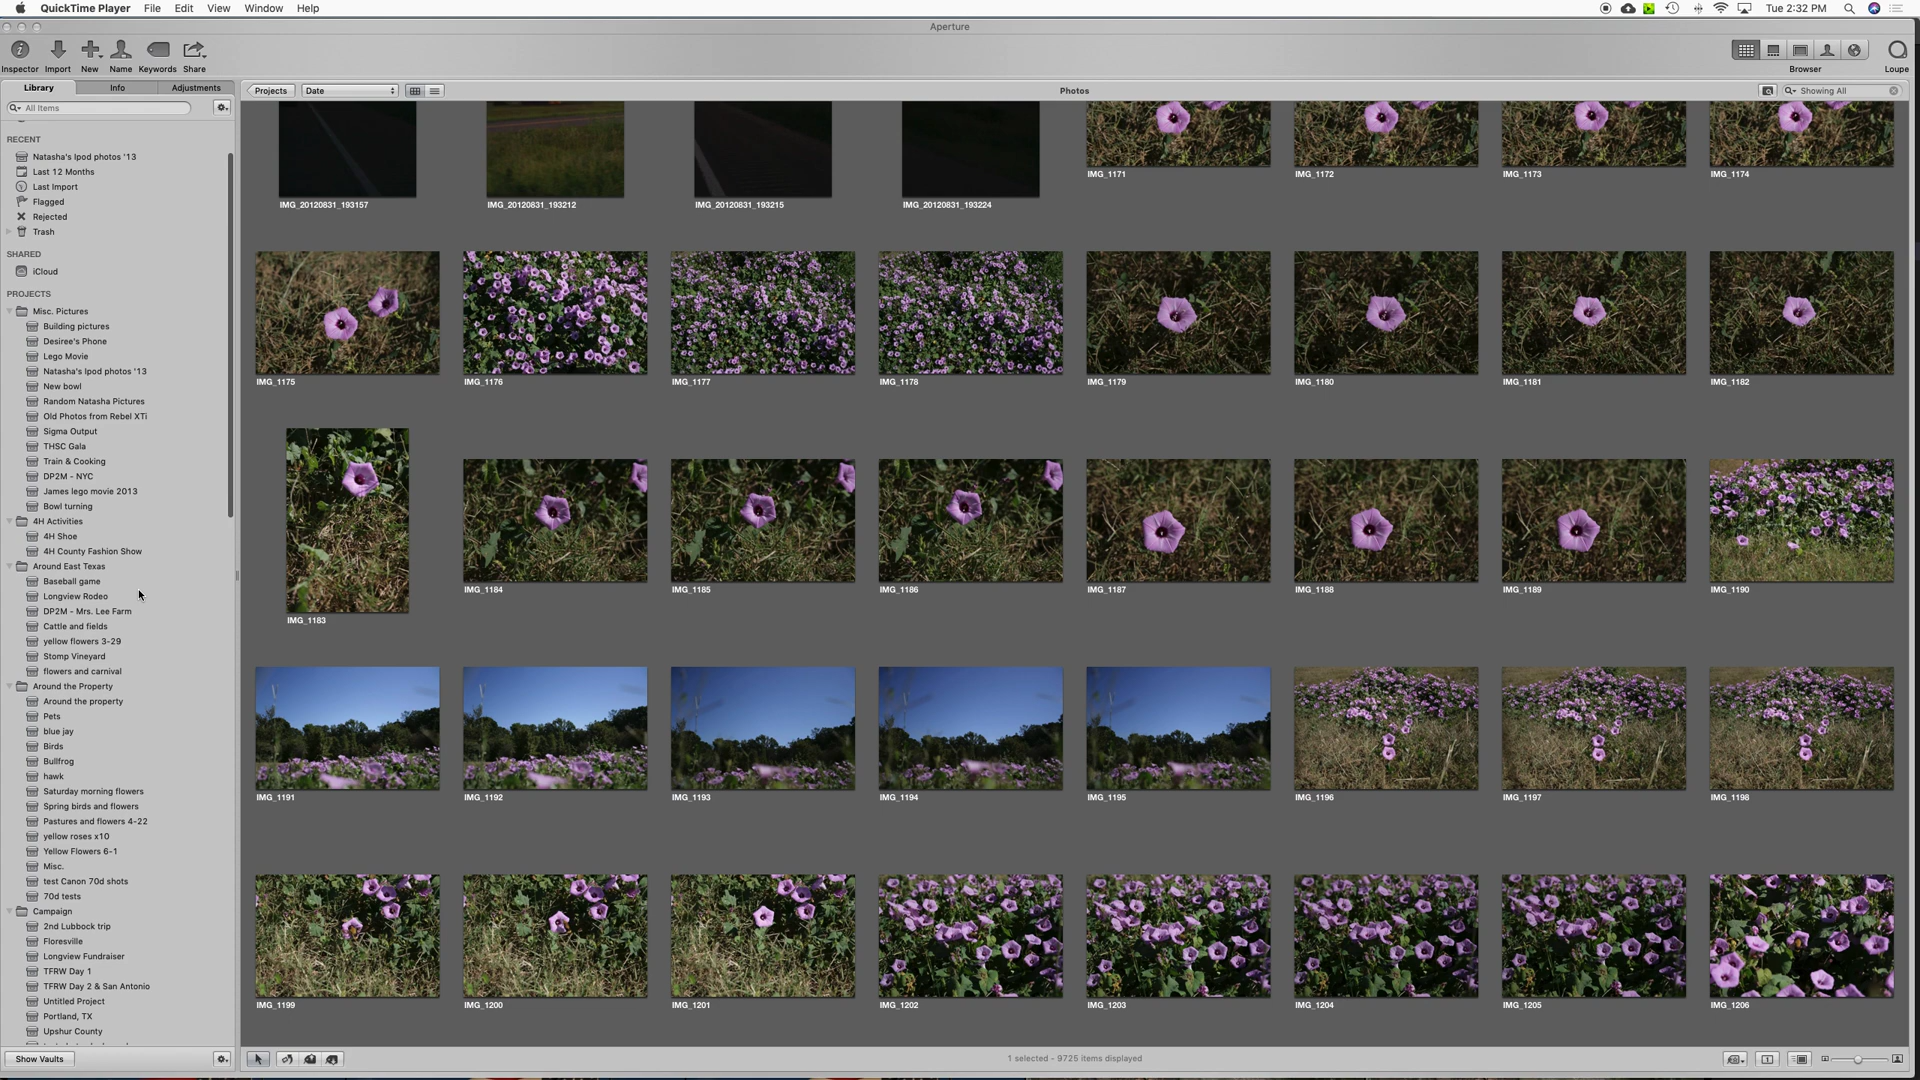 QuickTime Player File Edit View Window Help Tue 2:32 PM
Aperture
Inspector Import New Name Keywords Share Browser Loupe
Library Info Adjustments
Projects Date Photos Showing All
All Items
RECENT
Natasha's Ipod photos '13
Last 12 Months
Last Import
Flagged
Rejected
Trash
SHARED
iCloud
PROJECTS
Misc. Pictures
Building pictures
Desiree's Phone
Lego Movie
Natasha's Ipod photos '13
New bowl
Random Natasha Pictures
Old Photos from Rebel XTi
Sigma Output
THSC Gala
Train & Cooking
DP2M - NYC
James lego movie 2013
Bowl turning
4H Activities
4H Shoe
4H County Fashion Show
Around East Texas
Baseball game
Longview Rodeo
DP2M - Mrs. Lee Farm
Cattle and fields
yellow flowers 3-29
Stomp Vineyard
flowers and carnival
Around the Property
Around the property
Pets
blue jay
Birds
Bullfrog
hawk
Saturday morning flowers
Spring birds and flowers
Pastures and flowers 4-22
yellow roses x10
Yellow Flowers 6-1
Misc.
test Canon 70d shots
70d tests
Campaign
2nd Lubbock trip
Floresville
Longview Fundraiser
TFRW Day 1
TFRW Day 2 & San Antonio
Untitled Project
Portland, TX
Upshur County
Show Vaults
IMG_1171 IMG_1172 IMG_1173 IMG_1174
IMG_20120831_193157 IMG_20120831_193212 IMG_20120831_193215 IMG_20120831_193224
IMG_1175 IMG_1176 IMG_1177 IMG_1178 IMG_1179 IMG_1180 IMG_1181 IMG_1182
IMG_1184 IMG_1185 IMG_1186 IMG_1187 IMG_1188 IMG_1189 IMG_1190
IMG_1183
IMG_1191 IMG_1192 IMG_1193 IMG_1194 IMG_1195 IMG_1196 IMG_1197 IMG_1198
IMG_1199 IMG_1200 IMG_1201 IMG_1202 IMG_1203 IMG_1204 IMG_1205 IMG_1206
1 selected - 9725 items displayed